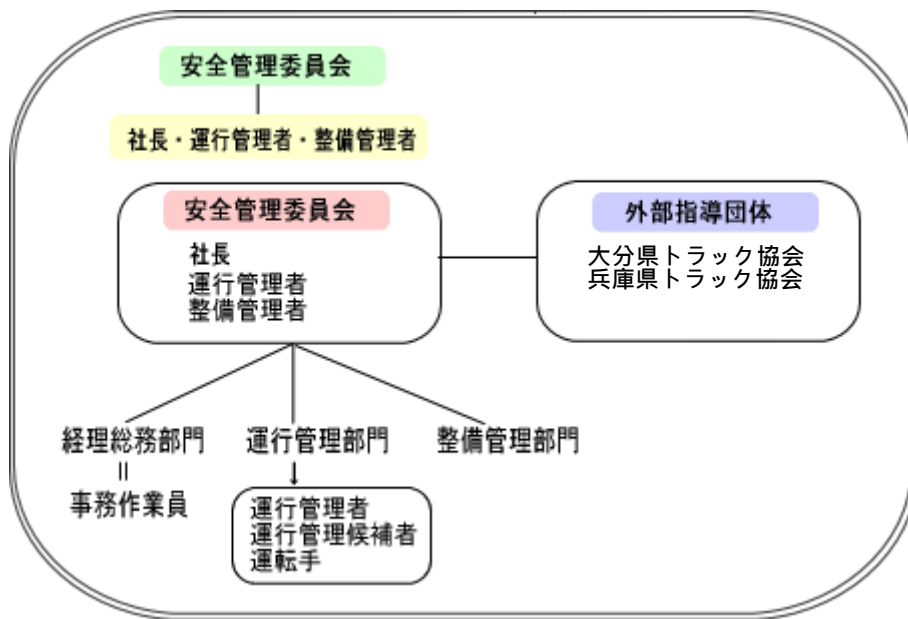 安全管理委員会
社長・運行管理者・整備管理者
安全管理委員会
社長
運行管理者
整備管理者
外部指導団体
大分県トラック協会
兵庫県トラック協会
経理総務部門
=
事務作業員
運行管理部門
運行管理者
運行管理候補者
運転手
整備管理部門